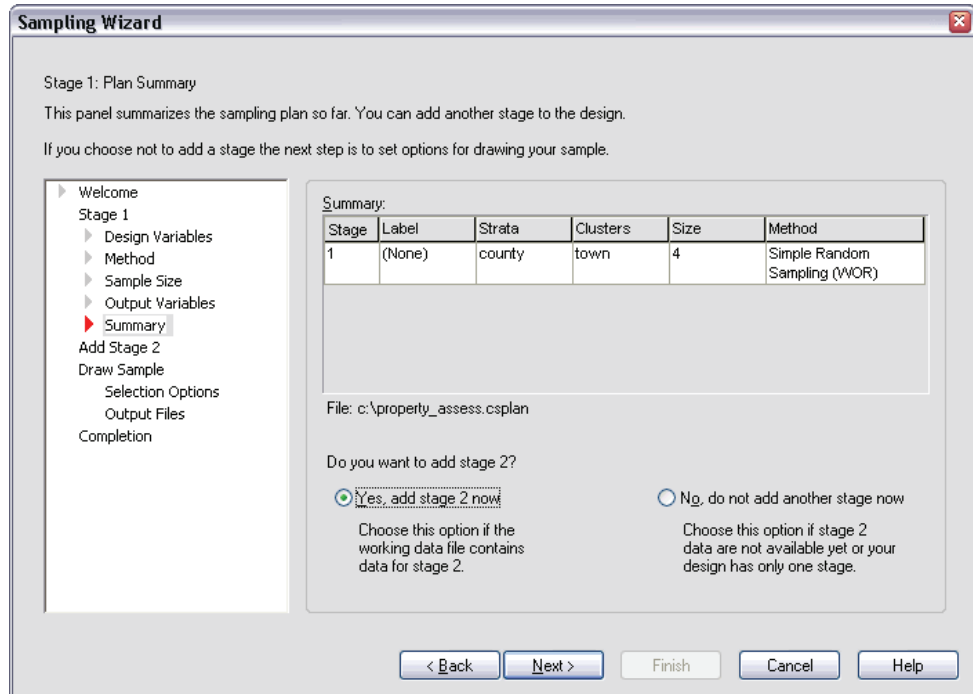 Sampling Wizard
Stage 1: Plan Summary
This panel summarizes the sampling plan so far. You can add another stage to the design.
If you choose not to add a stage the next step is to set options for drawing your sample.
Welcome
Stage 1
Design Variables
Method
Sample Size
Output Variables
Summary
Add Stage 2
Draw Sample
Selection Options
Output Files
Completion
Summary:
Stage Label Strata Clusters Size Method
1 (None) county town 4 Simple Random
Sampling (WOR)
File: c:\property_assess.csplan
Do you want to add stage 2?
Yes, add stage 2 now
Choose this option if the
working data file contains
data for stage 2.
No, do not add another stage now
Choose this option if stage 2
data are not available yet or your
design has only one stage.
< Back Next > Finish Cancel Help